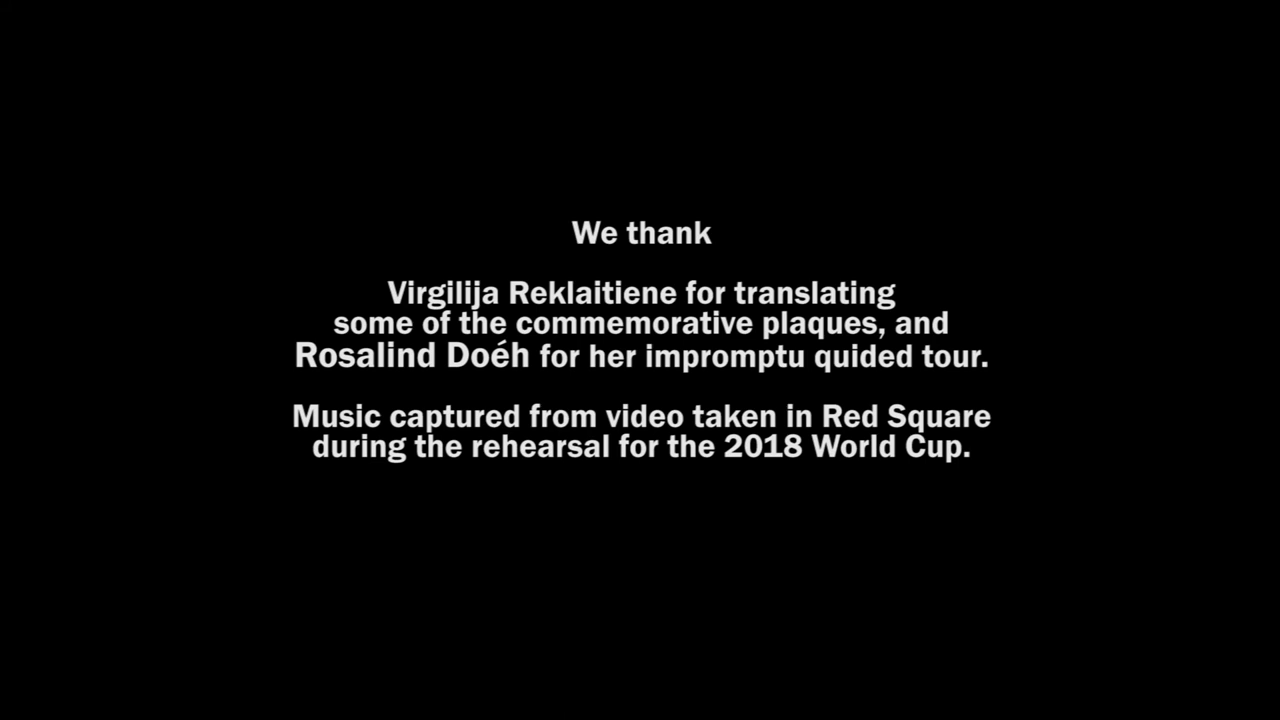 We thank
Virgilija Reklaitiene for translating
some of the commemorative plaques, and
Rosalind Doéh for her impromptu quided tour.
Music captured from video taken in Red Square
during the rehearsal for the 2018 World Cup.